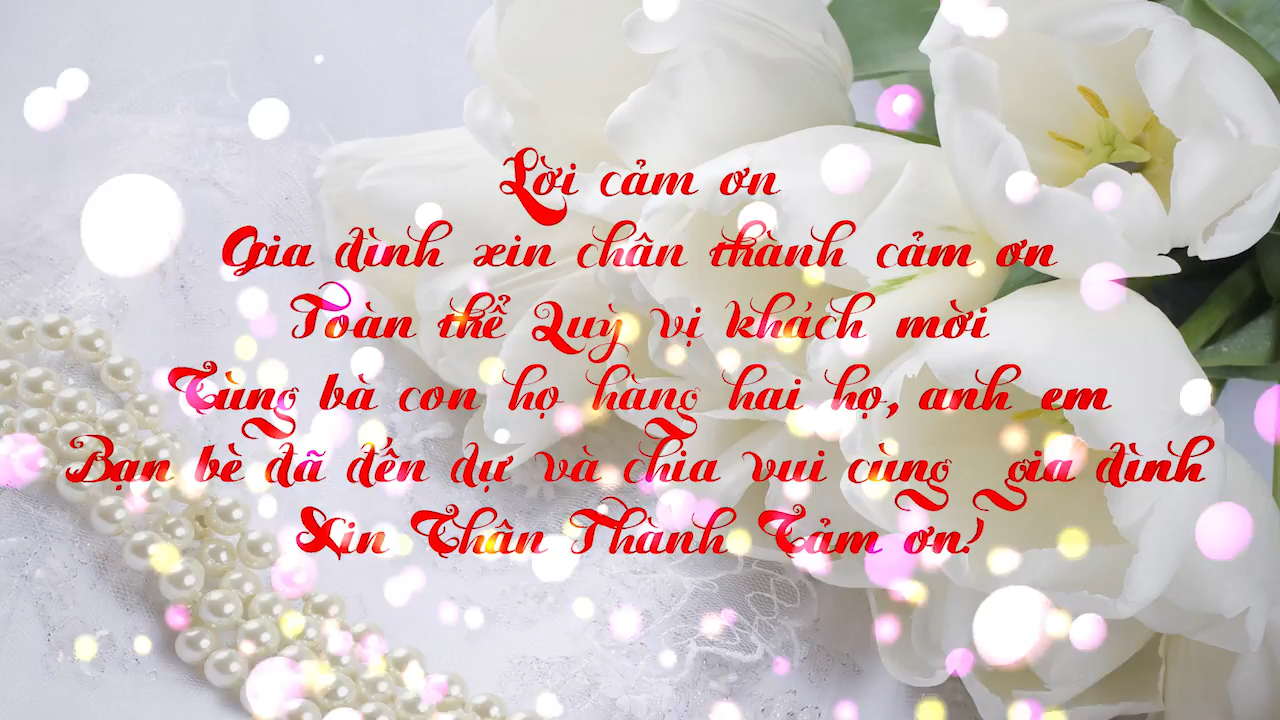 Lời cảm ơn
Gia đình xin chân thành cảm ơn
Toàn thể Quỳ vị khách mời
Cùng bà con họ hàng hai họ, anh em
Bạn bè đã đến dự và chia vui cùng gia đình
Xin Chân Thành Cảm ơn!